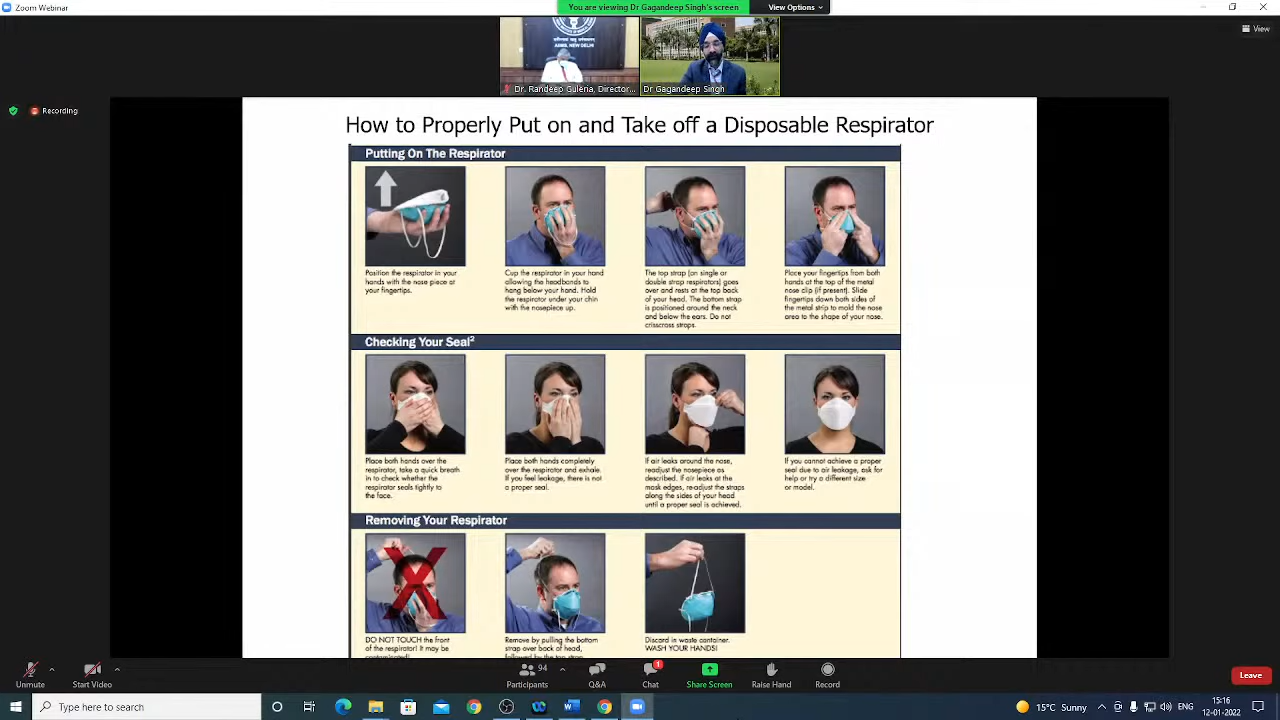 Zoom Webinar
You are viewing Dr Gagandeep Singh's screen
View Options
View
AIIMS, NEW DELHI
Dr. Randeep Guleria, Director...
Dr Gagandeep Singh
Recording
How to Properly Put on and Take off a Disposable Respirator
Putting On The Respirator
Position the respirator in your
hands with the nose piece at
your fingertips.
Cup the respirator in your hand
allowing the headbands to
hang below your hand. Hold
the respirator under your chin
with the nosepiece up.
The top strap (on single or
double strap respirators) goes
over and rests at the top back
of your head. The bottom strap
is positioned around the neck
and below the ears. Do not
crisscross straps.
Place your fingertips from both
hands at the top of the metal
nose clip (if present). Slide
fingertips down both sides of
the metal strip to mold the nose
area to the shape of your nose.
Checking Your Seal²
Place both hands over the
respirator, take a quick breath
in to check whether the
respirator seals tightly to
the face.
Place both hands completely
over the respirator and exhale.
If you feel leakage, there is not
a proper seal.
If air leaks around the nose,
readjust the nosepiece as
described. If air leaks at the
mask edges, re-adjust the straps
along the sides of your head
until a proper seal is achieved.
If you cannot achieve a proper
seal due to air leakage, ask for
help or try a different size
or model.
Removing Your Respirator
DO NOT TOUCH the front
of the respirator! It may be
contaminated!
Remove by pulling the bottom
strap over back of head,
followed by the top strap
Discard in waste container.
WASH YOUR HANDS!
Unmute
Start Video
94
Participants
Q&A
1
Chat
Share Screen
Raise Hand
Record
Leave
Type here to search
15°C Sunny
ENG
15:16
12-01-2022